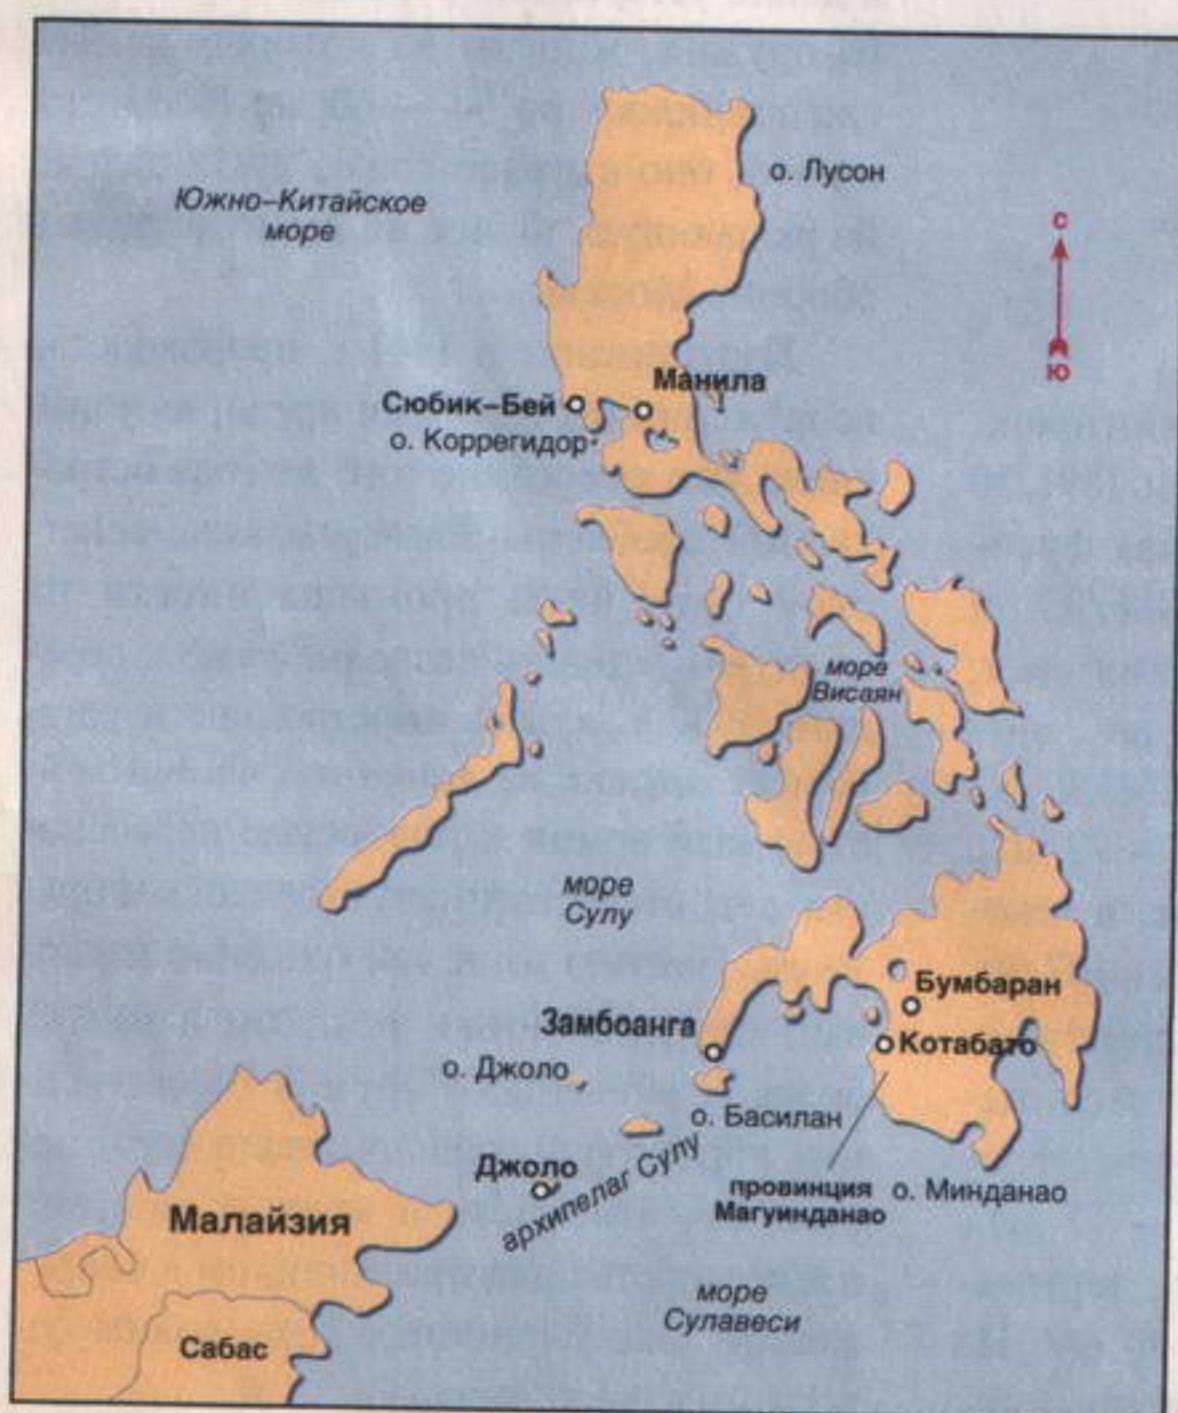 о. Лусон
Южно–Китайское
море
С
Ю
Манила
Сюбик–Бей
о. Коррегидор
море
Висаян
море
Сулу
Бумбаран
Замбоанга
Котабато
о. Джоло
о. Басилан
Джоло
архипелаг Сулу
провинция
Магуинданао
о. Минданао
Малайзия
море
Сулавеси
Сабас